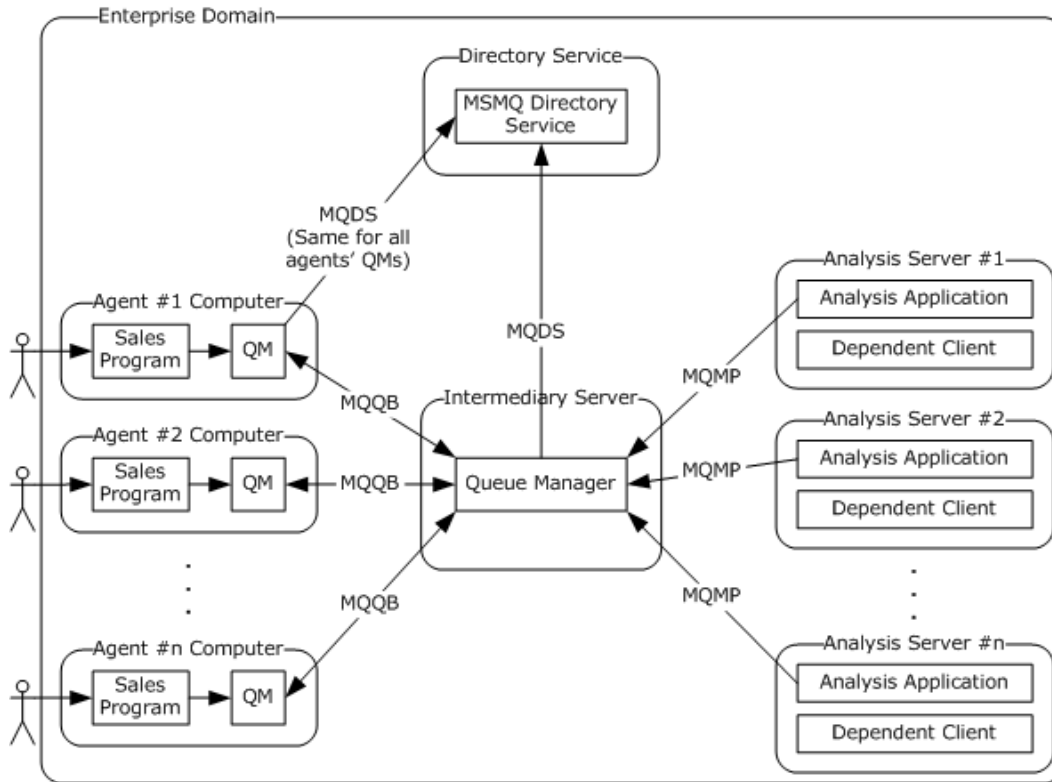 Enterprise Domain
Directory Service
MSMQ Directory
Service
MQDS
(Same for all
agents' QMs)
Agent #1 Computer
Sales
Program
QM
MQQB
Agent #2 Computer
Sales
Program
QM
MQQB
. . .
MQQB
Agent #n Computer
Sales
Program
QM
MQDS
Intermediary Server
Queue Manager
MQMP
MQMP
MQMP
Analysis Server #1
Analysis Application
Dependent Client
Analysis Server #2
Analysis Application
Dependent Client
. . .
Analysis Server #n
Analysis Application
Dependent Client